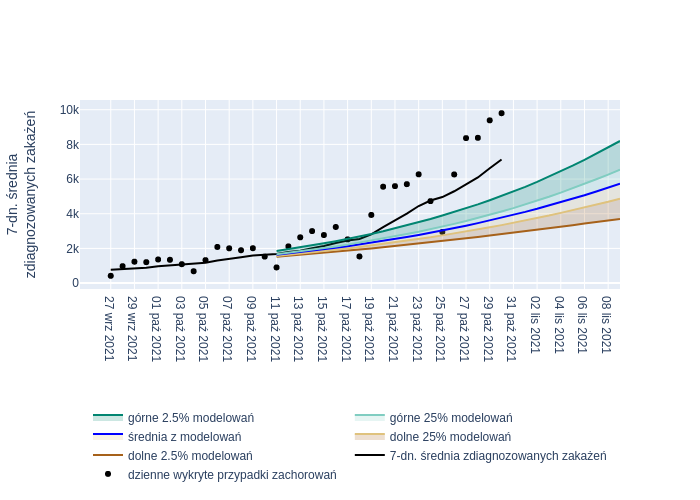 7-dn. średnia
zdiagnozowanych zakażeń
10k
8k
6k
4k
2k
0
27 wrz 2021
29 wrz 2021
01 paź 2021
03 paź 2021
05 paź 2021
07 paź 2021
09 paź 2021
11 paź 2021
13 paź 2021
15 paź 2021
17 paź 2021
19 paź 2021
21 paź 2021
23 paź 2021
25 paź 2021
27 paź 2021
29 paź 2021
31 paź 2021
02 lis 2021
04 lis 2021
06 lis 2021
08 lis 2021
górne 2.5% modelowań
górne 25% modelowań
średnia z modelowań
dolne 25% modelowań
dolne 2.5% modelowań
7-dn. średnia zdiagnozowanych zakażeń
dzienne wykryte przypadki zachorowań